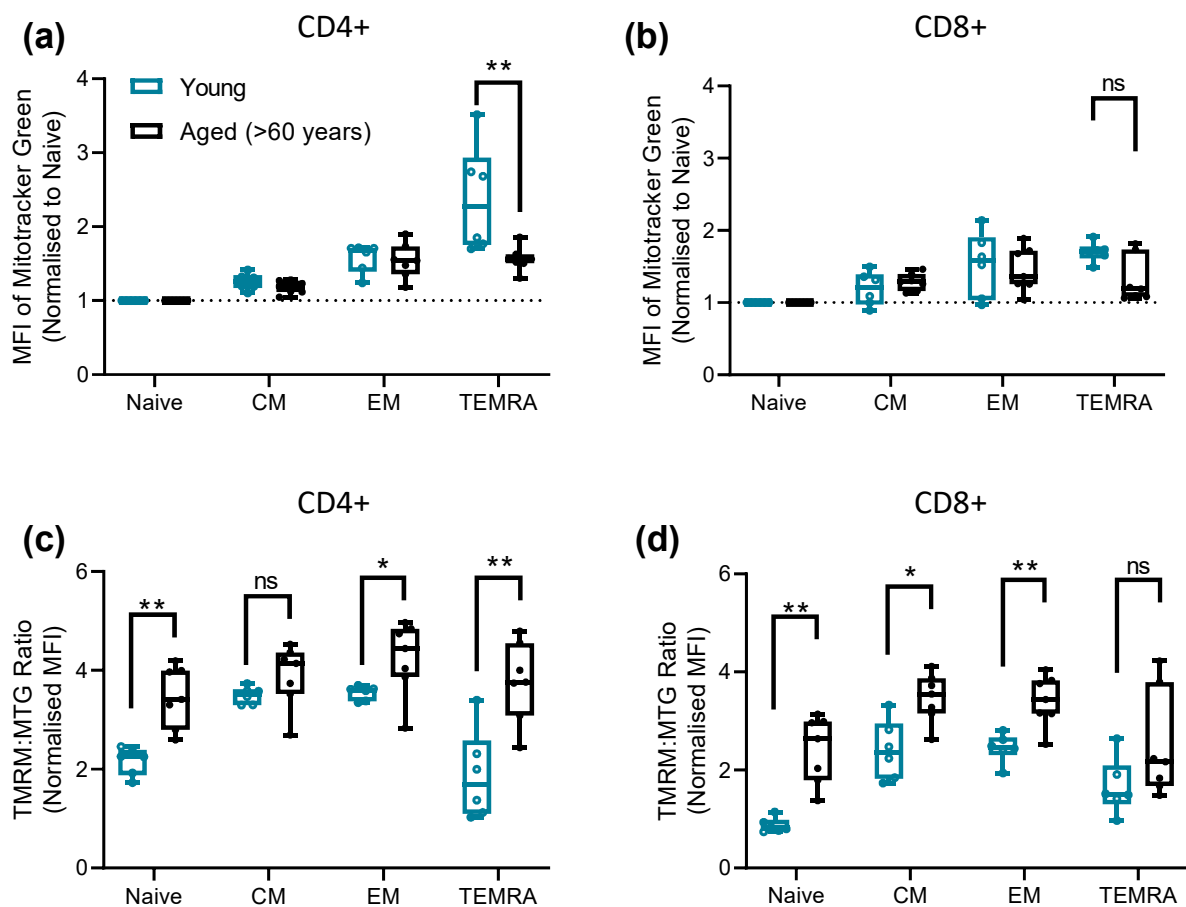 (a)
CD4+
MFI of Mitotracker Green
(Normalised to Naive)
4
3
2
1
0
Young
Aged (>60 years)
**
Naive
CM
EM
TEMRA
(b)
CD8+
MFI of Mitotracker Green
(Normalised to Naive)
4
3
2
1
0
ns
Naive
CM
EM
TEMRA
(c)
CD4+
TMRM:MTG Ratio
(Normalised MFI)
6
4
2
0
**
ns
*
**
Naive
CM
EM
TEMRA
(d)
CD8+
TMRM:MTG Ratio
(Normalised MFI)
6
4
2
0
**
*
**
ns
Naive
CM
EM
TEMRA